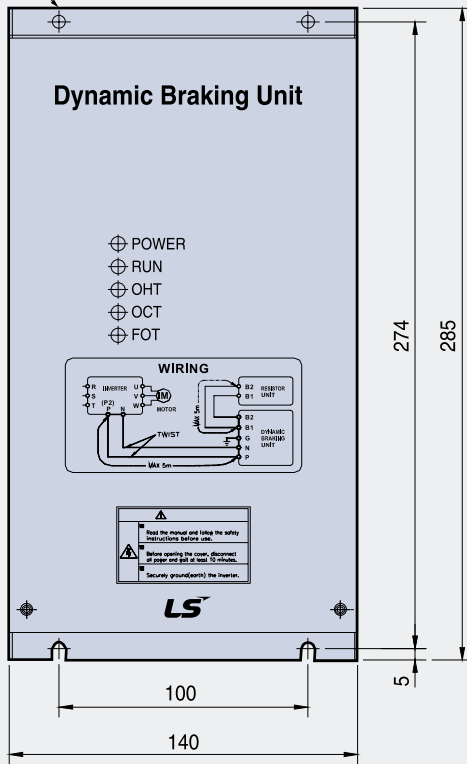 Dynamic Braking Unit
POWER
RUN
OHT
OCT
FOT
WIRING
R INVERTER U
S V
T (P2) W
P N
IM
MOTOR
B2 RESISTOR
B1 UNIT
MAX 5m
B2
B1 DYNAMIC
G BRAKING
N UNIT
P
TWIST
MAX 5m
Read the manual and follow the safety
instructions before use.
Before opening the cover, disconnect
all power and wait at least 10 minutes.
Securely ground(earth) the inverter.
LS
274
285
5
100
140